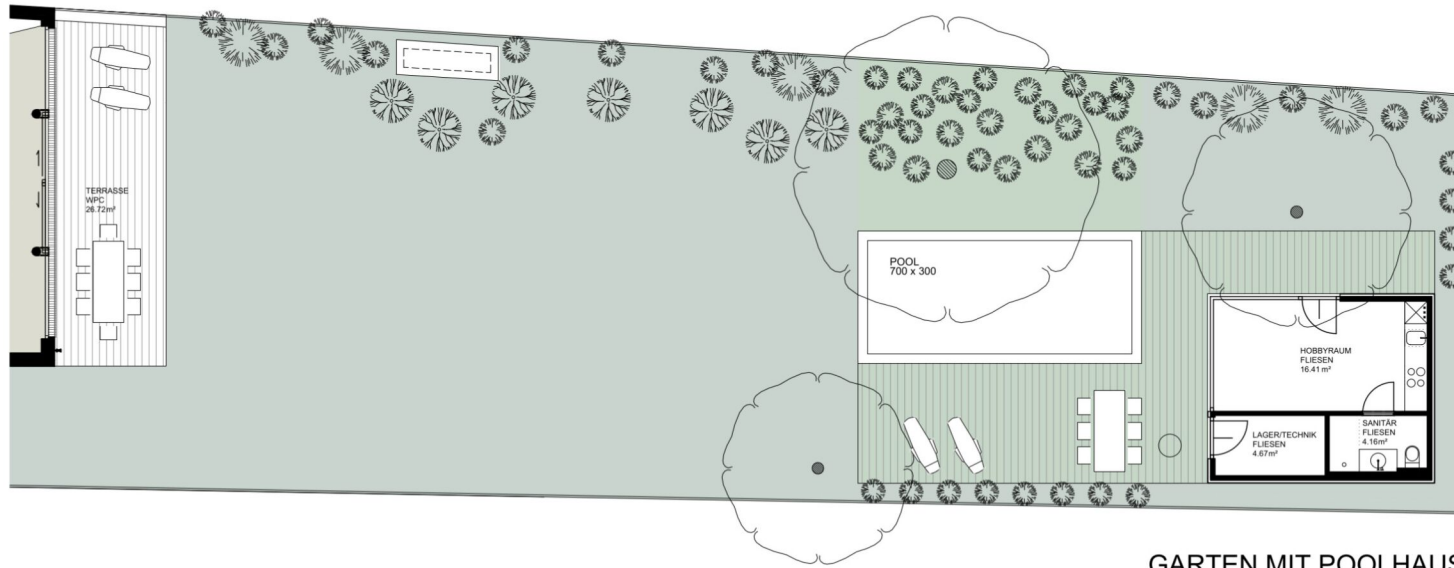 TERRASSE
WPC
26.72m²
POOL
700 x 300
HOBBYRAUM
FLIESEN
16.41 m²
LAGER/TECHNIK
FLIESEN
4.67m²
SANITÄR
FLIESEN
4.16m²
GARTEN MIT POOLHAUS